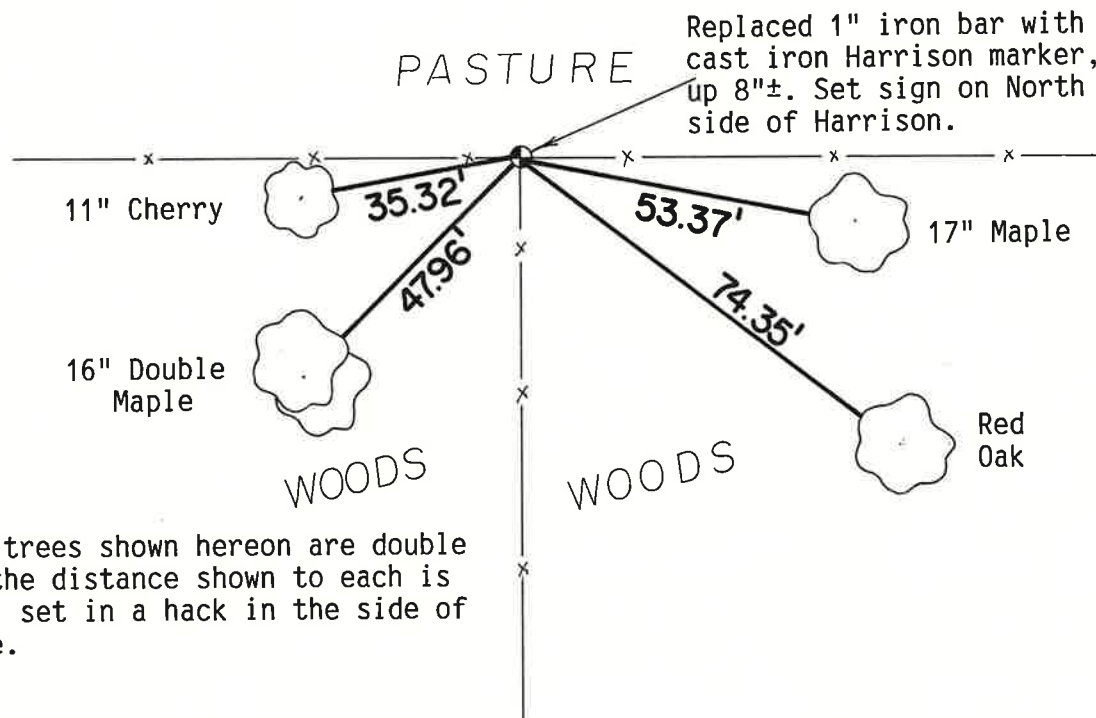 Replaced 1" iron bar with
cast iron Harrison marker,
up 8"±. Set sign on North
side of Harrison.
PASTURE
11" Cherry
35.32'
53.37'
17" Maple
47.96'
74.35'
16" Double
Maple
Red
Oak
WOODS
WOODS
trees shown hereon are double
the distance shown to each is
set in a hack in the side of